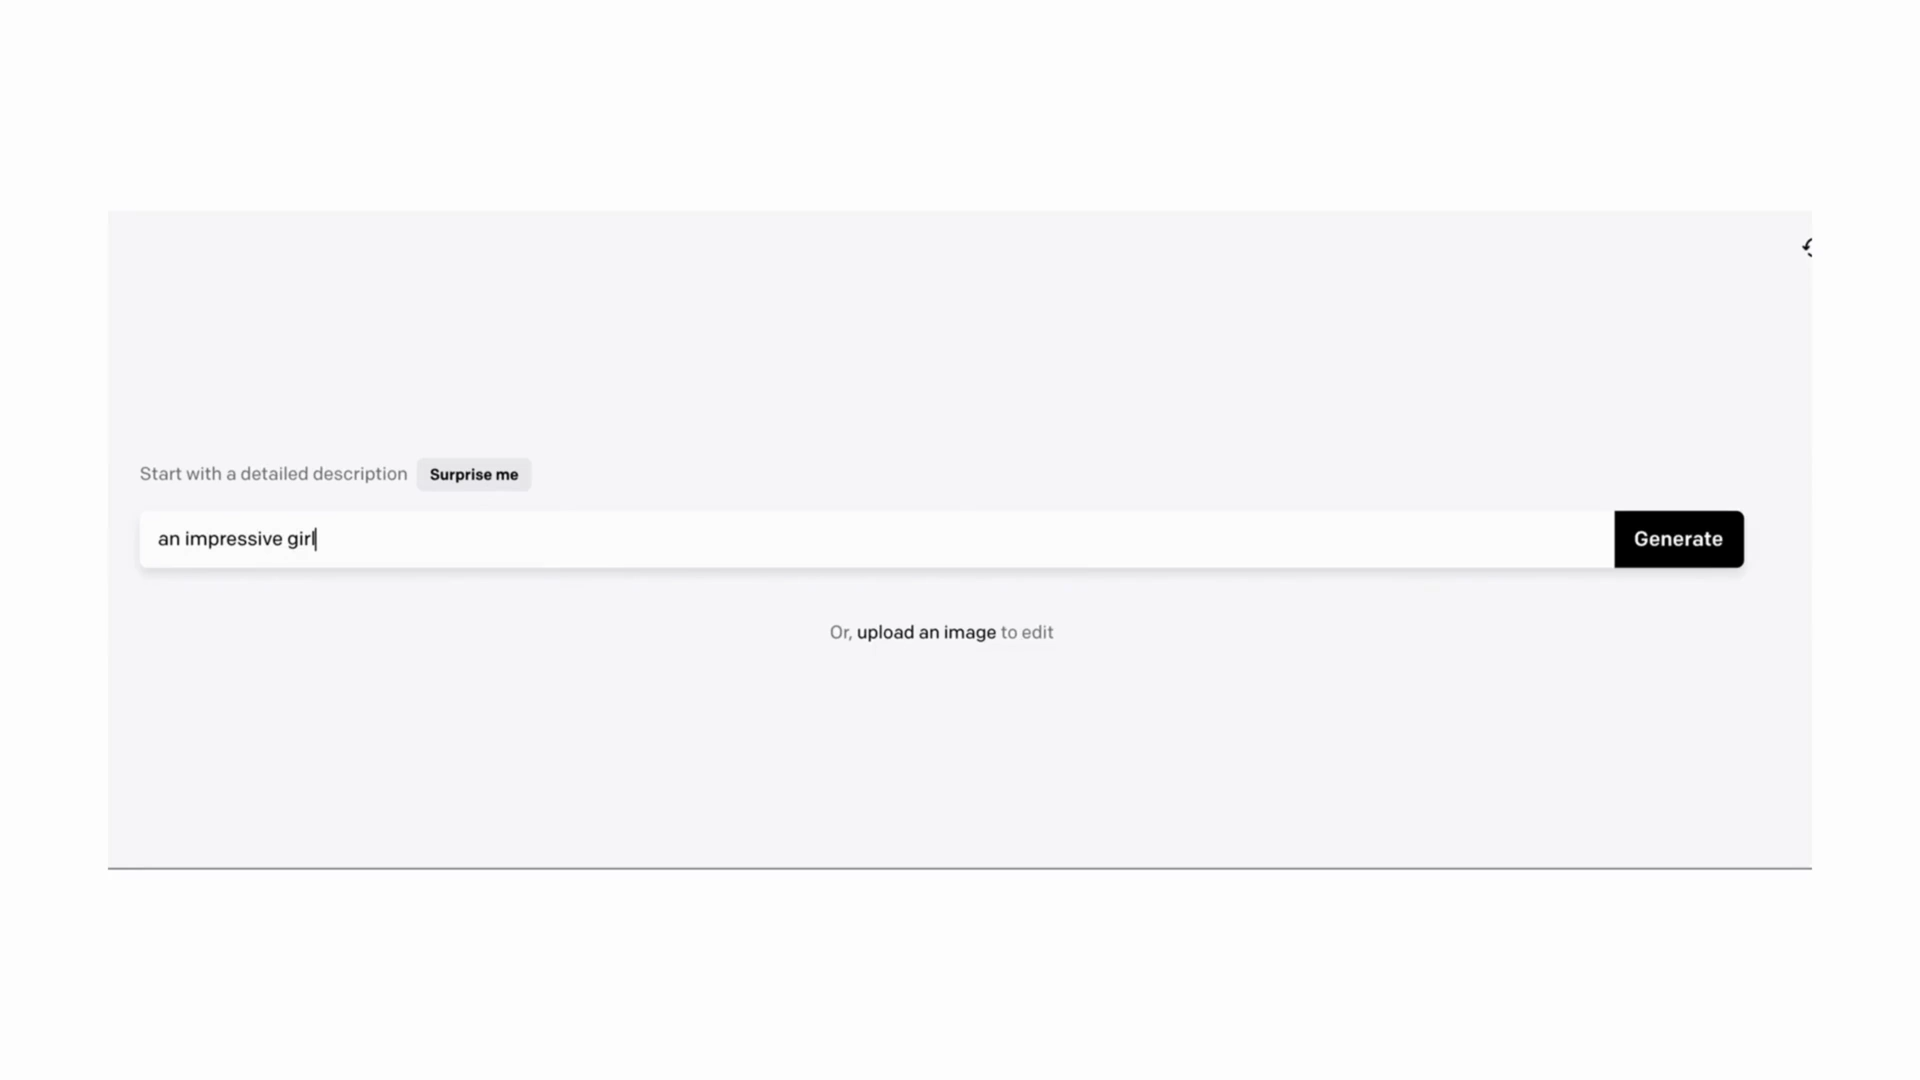 Start with a detailed description Surprise me
an impressive girl Generate
Or, upload an image to edit